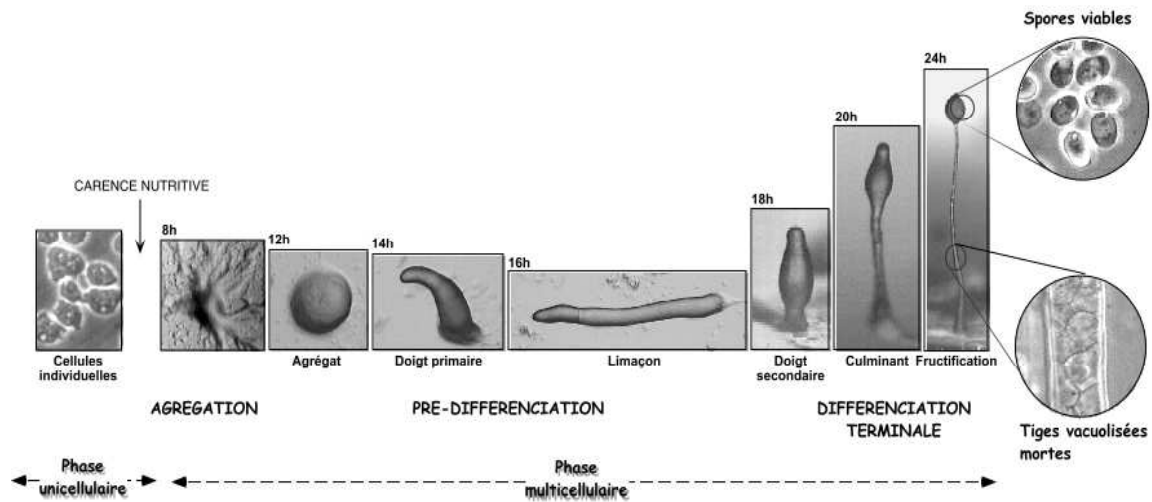 Spores viables
24h
20h
CARENCE NUTRITIVE
18h
8h
12h
14h
16h
Cellules
individuelles
Agrégat
Doigt primaire
Limaçon
Doigt
secondaire
Culminant
Fructification
AGREGATION
PRE-DIFFERENCIATION
DIFFERENCIATION
TERMINALE
Tiges vacuolisées
mortes
Phase
unicellulaire
Phase
multicellulaire